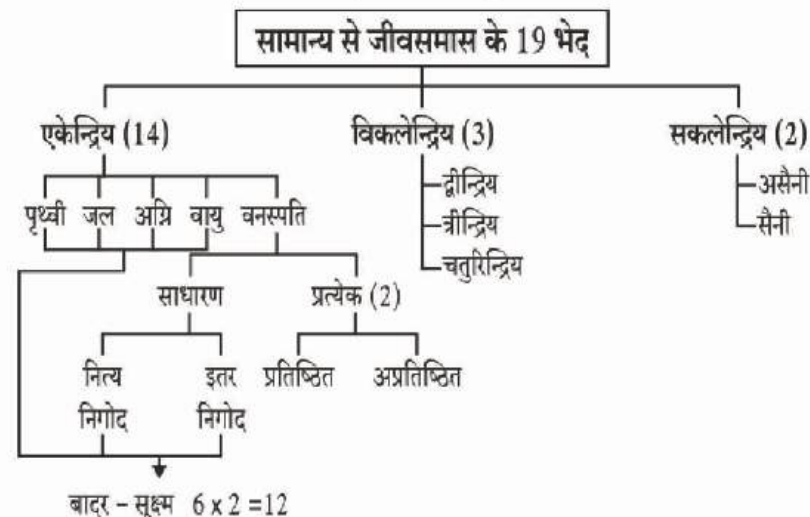 सामान्य से जीवसमास के 19 भेद
एकेन्द्रिय (14) विकलेन्द्रिय (3) सकलेन्द्रिय (2)
द्वीन्द्रिय असैनी
पृथ्वी जल अग्नि वायु वनस्पति त्रीन्द्रिय सैनी
चतुरिन्द्रिय
साधारण प्रत्येक (2)
नित्य इतर प्रतिष्ठित अप्रतिष्ठित
निगोद निगोद
बादर – सूक्ष्म 6 x 2 =12